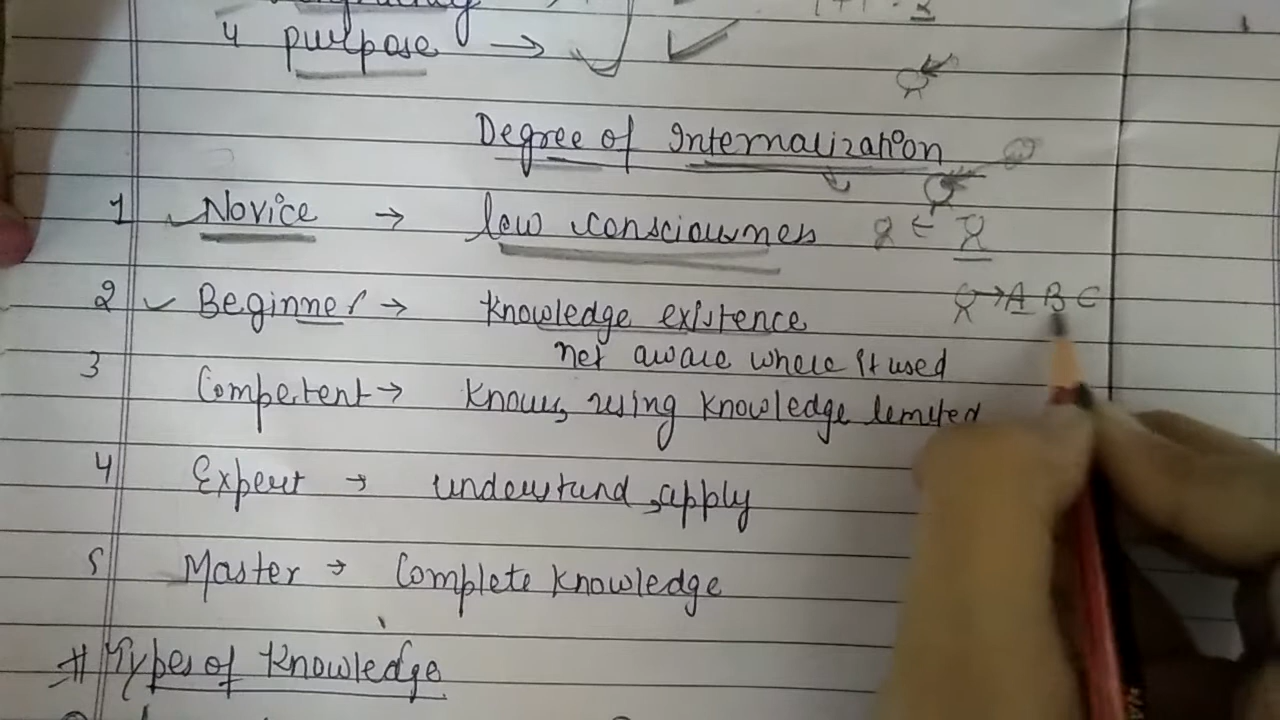 4 purpose →
Degree of Internalization
1 Novice → low consciousness
2 Beginner → Knowledge existence A B C
not aware where it used
3 Competent → Knows, using knowledge limited
4 Expert → understand, apply
5 Master → Complete knowledge
# Types of Knowledge